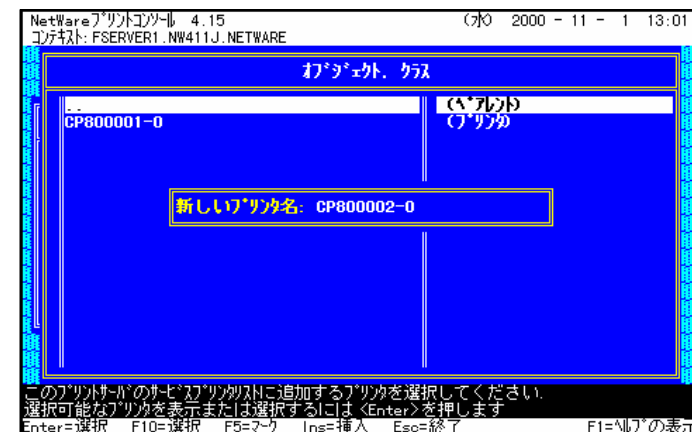 NetWareプリントコンソール 4.15 (水) 2000 - 11 - 1 13:01
コンテキスト: FSERVER1.NW411J.NETWARE
オブジェクト. クラス
.. (ペアレント)
CP800001-0 (プリンタ)
新しいプリンタ名: CP800002-0
このプリントサーバのサービスプリンタリストに追加するプリンタを選択してください.
選択可能なプリンタを表示または選択するには <Enter> を押します
Enter=選択 F10=選択 F5=マーク Ins=挿入 Esc=終了 F1=ヘルプの表示